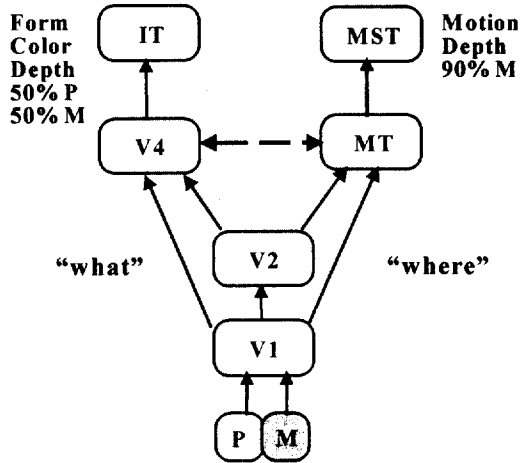 Form
Color
Depth
50% P
50% M
IT
MST
Motion
Depth
90% M
V4
MT
V2
“what”
“where”
V1
P
M